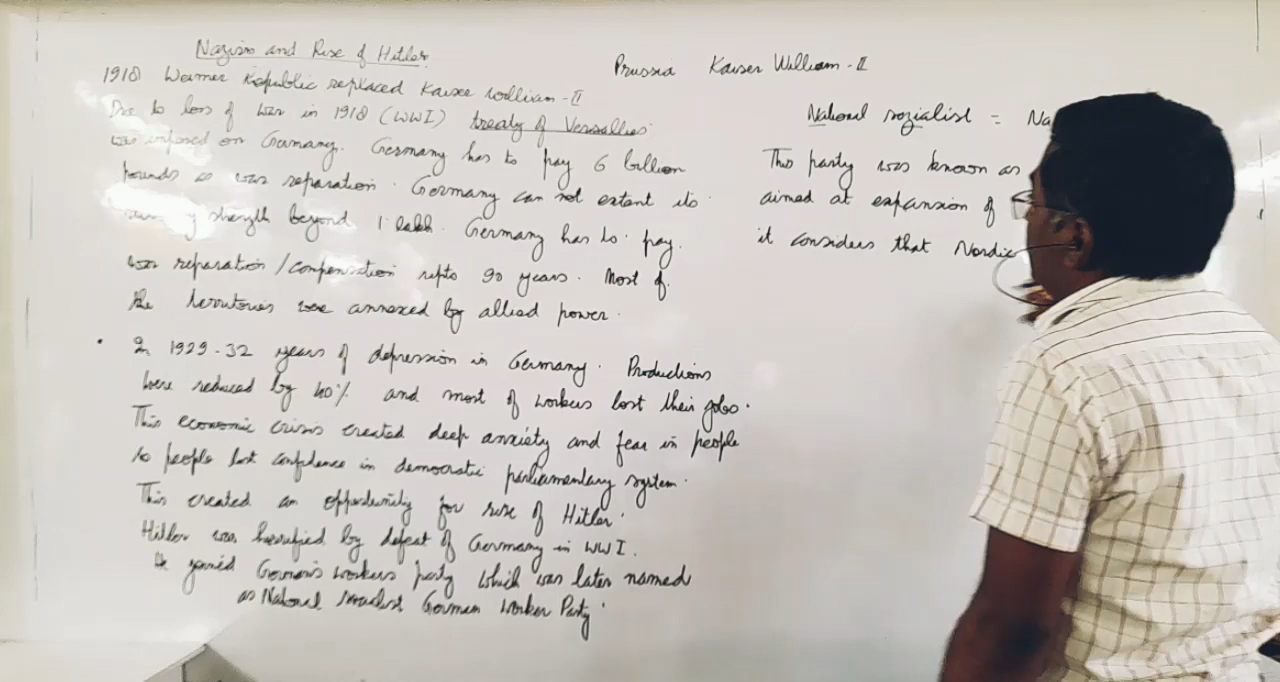 Nazism and Rise of Hitler
1918 Weimer Republic replaced Kaiser William-II
Due to loss of war in 1918 (WWI) treaty of Versallies
was imposed on Germany. Germany has to pay 6 billion
pounds as war reparation. Germany can not extent its
strength beyond 1 lakh. Germany has to pay
war reparation/compensation upto 90 years. Most of
the terrutories were annexed by allied power.
• In 1929-32 years of depression in Germany. Productions
were reduced by 40% and most of workers lost their jobs.
This economic crisis created deep anxiety and fear in people
so people lost confidence in democratic parliamentary system.
This created an opportunity for rise of Hitler.
Hitler was horrified by defeat of Germany in WWI.
He joined German's workers party which was later named
as National socialist German Worker Party.
Prussia Kaiser William-II
National sozialist = Na
This party was known as
aimed at expansion of
it considers that Nordic